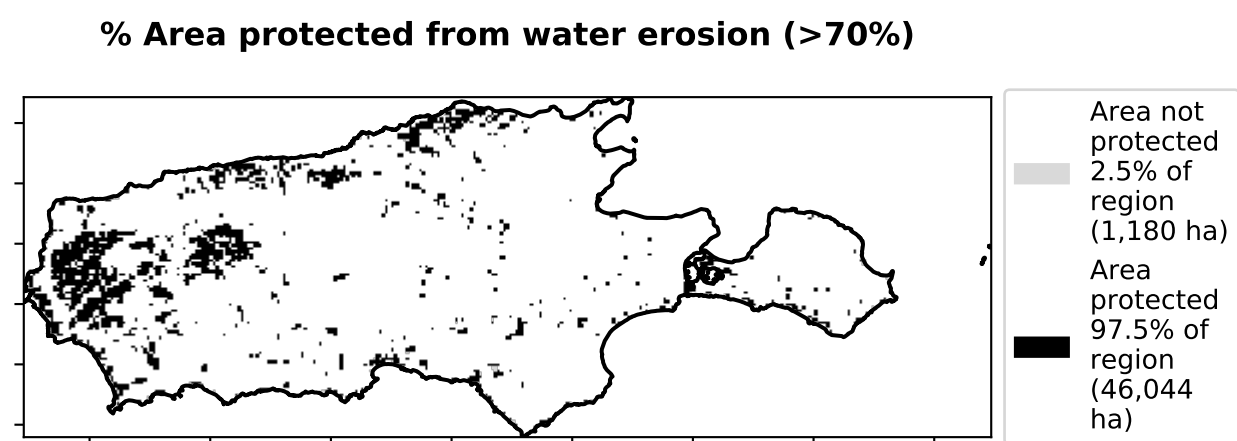 % Area protected from water erosion (>70%)
Area not
protected
2.5% of
region
(1,180 ha)
Area
protected
97.5% of
region
(46,044
ha)